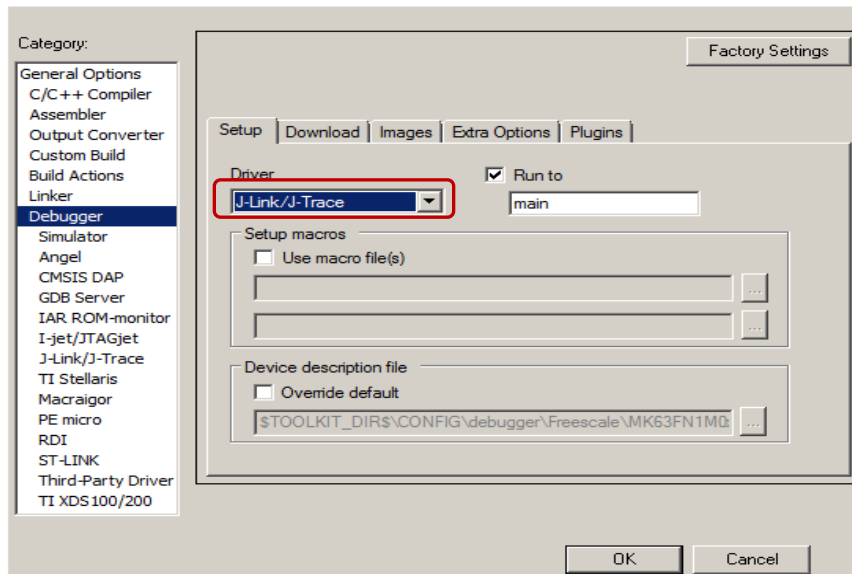 Category:
General Options
C/C++ Compiler
Assembler
Output Converter
Custom Build
Build Actions
Linker
Debugger
Simulator
Angel
CMSIS DAP
GDB Server
IAR ROM-monitor
I-jet/JTAGjet
J-Link/J-Trace
TI Stellaris
Macraigor
PE micro
RDI
ST-LINK
Third-Party Driver
TI XDS100/200
Factory Settings
Setup Download Images Extra Options Plugins
Driver Run to
J-Link/J-Trace main
Setup macros
Use macro file(s)
...
...
Device description file
Override default
$TOOLKIT_DIR$\CONFIG\debugger\Freescale\MK63FN1M0 ...
OK Cancel